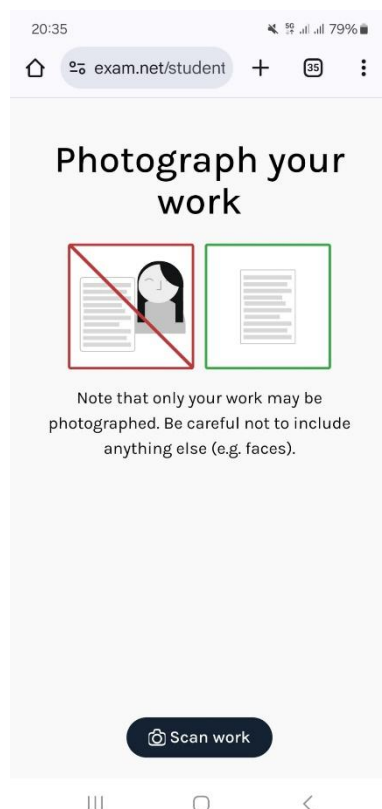 20:35
5G
79%
exam.net/student
35
Photograph your
work
Note that only your work may be
photographed. Be careful not to include
anything else (e.g. faces).
Scan work